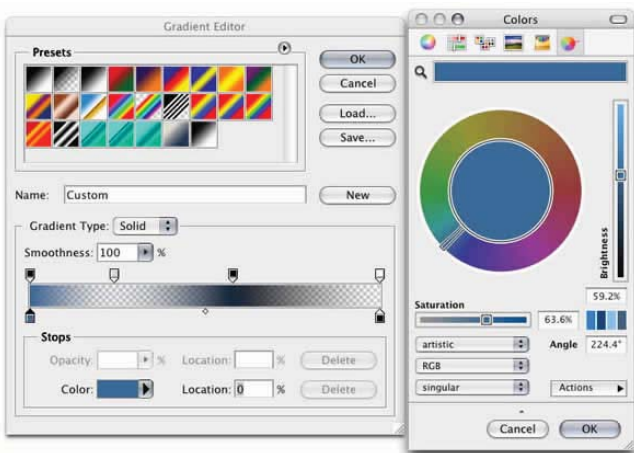 Gradient Editor
Presets
OK
Cancel
Load...
Save...
Name: Custom
New
Gradient Type: Solid
Smoothness: 100 %
Stops
Opacity: % Location: % Delete
Color: Location: 0 % Delete
Colors
Brightness
59.2%
Saturation
63.6%
artistic
Angle 224.4°
RGB
singular
Actions
Cancel
OK